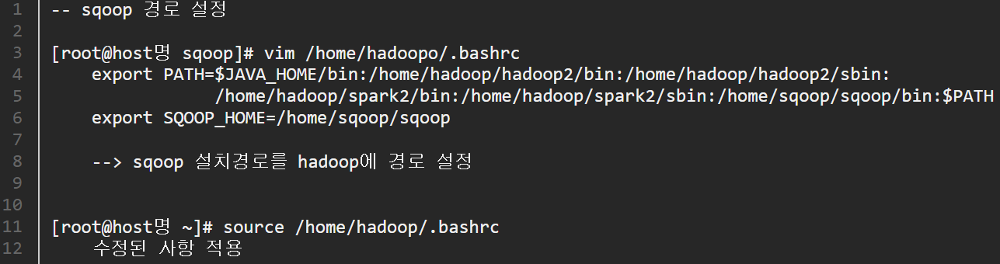 1 -- sqoop 경로 설정
2
3 [root@host명 sqoop]# vim /home/hadoopo/.bashrc
4 export PATH=$JAVA_HOME/bin:/home/hadoop/hadoop2/bin:/home/hadoop/hadoop2/sbin:
5 /home/hadoop/spark2/bin:/home/hadoop/spark2/sbin:/home/sqoop/sqoop/bin:$PATH
6 export SQOOP_HOME=/home/sqoop/sqoop
7
8 --> sqoop 설치경로를 hadoop에 경로 설정
9
10
11 [root@host명 ~]# source /home/hadoop/.bashrc
12 수정된 사항 적용